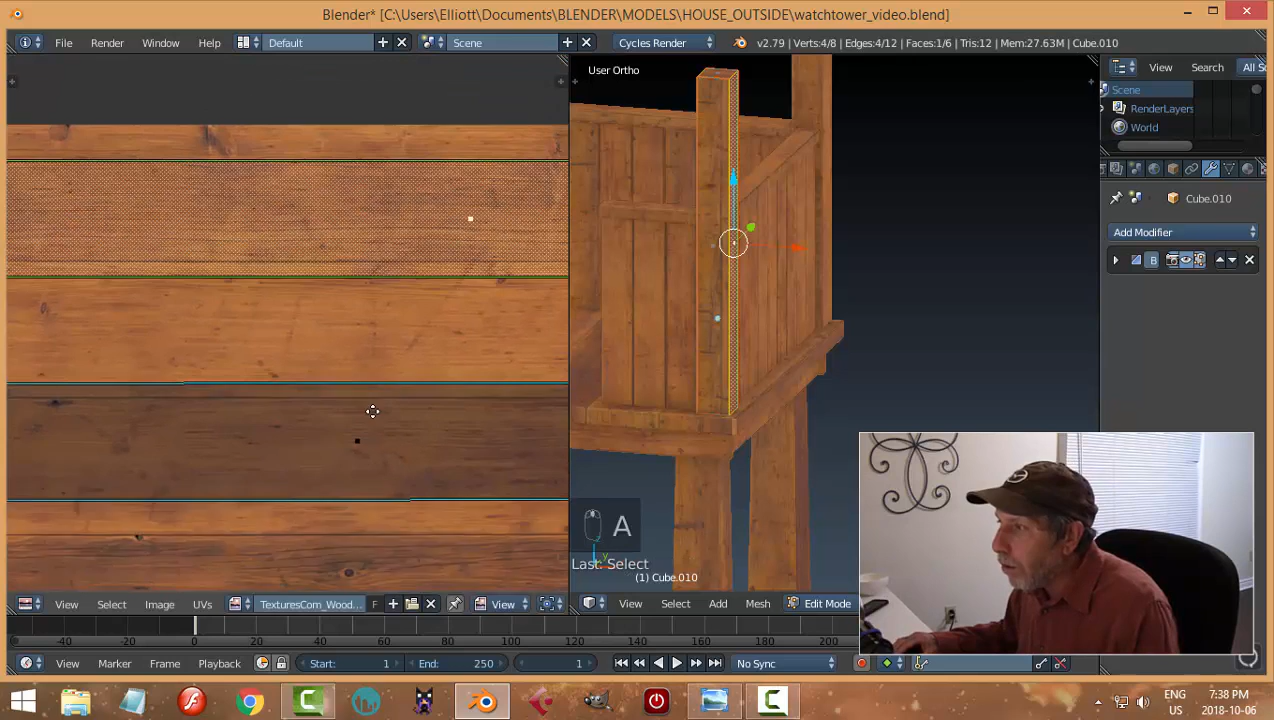 Blender* [C:\Users\Elliott\Documents\BLENDER\MODELS\HOUSE_OUTSIDE\watchtower_video.blend]
File Render Window Help Default Scene Cycles Render v2.79 | Verts:4/8 | Edges:4/12 | Faces:1/6 | Tris:12 | Mem:27.63M | Cube.010
User Ortho
View Search All Sc
Scene
RenderLayers
World
Cube.010
Add Modifier
B
A
Last: Select
(1) Cube.010
View Select Image UVs TexturesCom_Wood... F View View Select Add Mesh Edit Mode
-40 -20 0 20 40 60 80 100 120 140 160 180 200
View Marker Frame Playback Start: 1 End: 250 1 No Sync
ENG 7:38 PM
US 2018-10-06